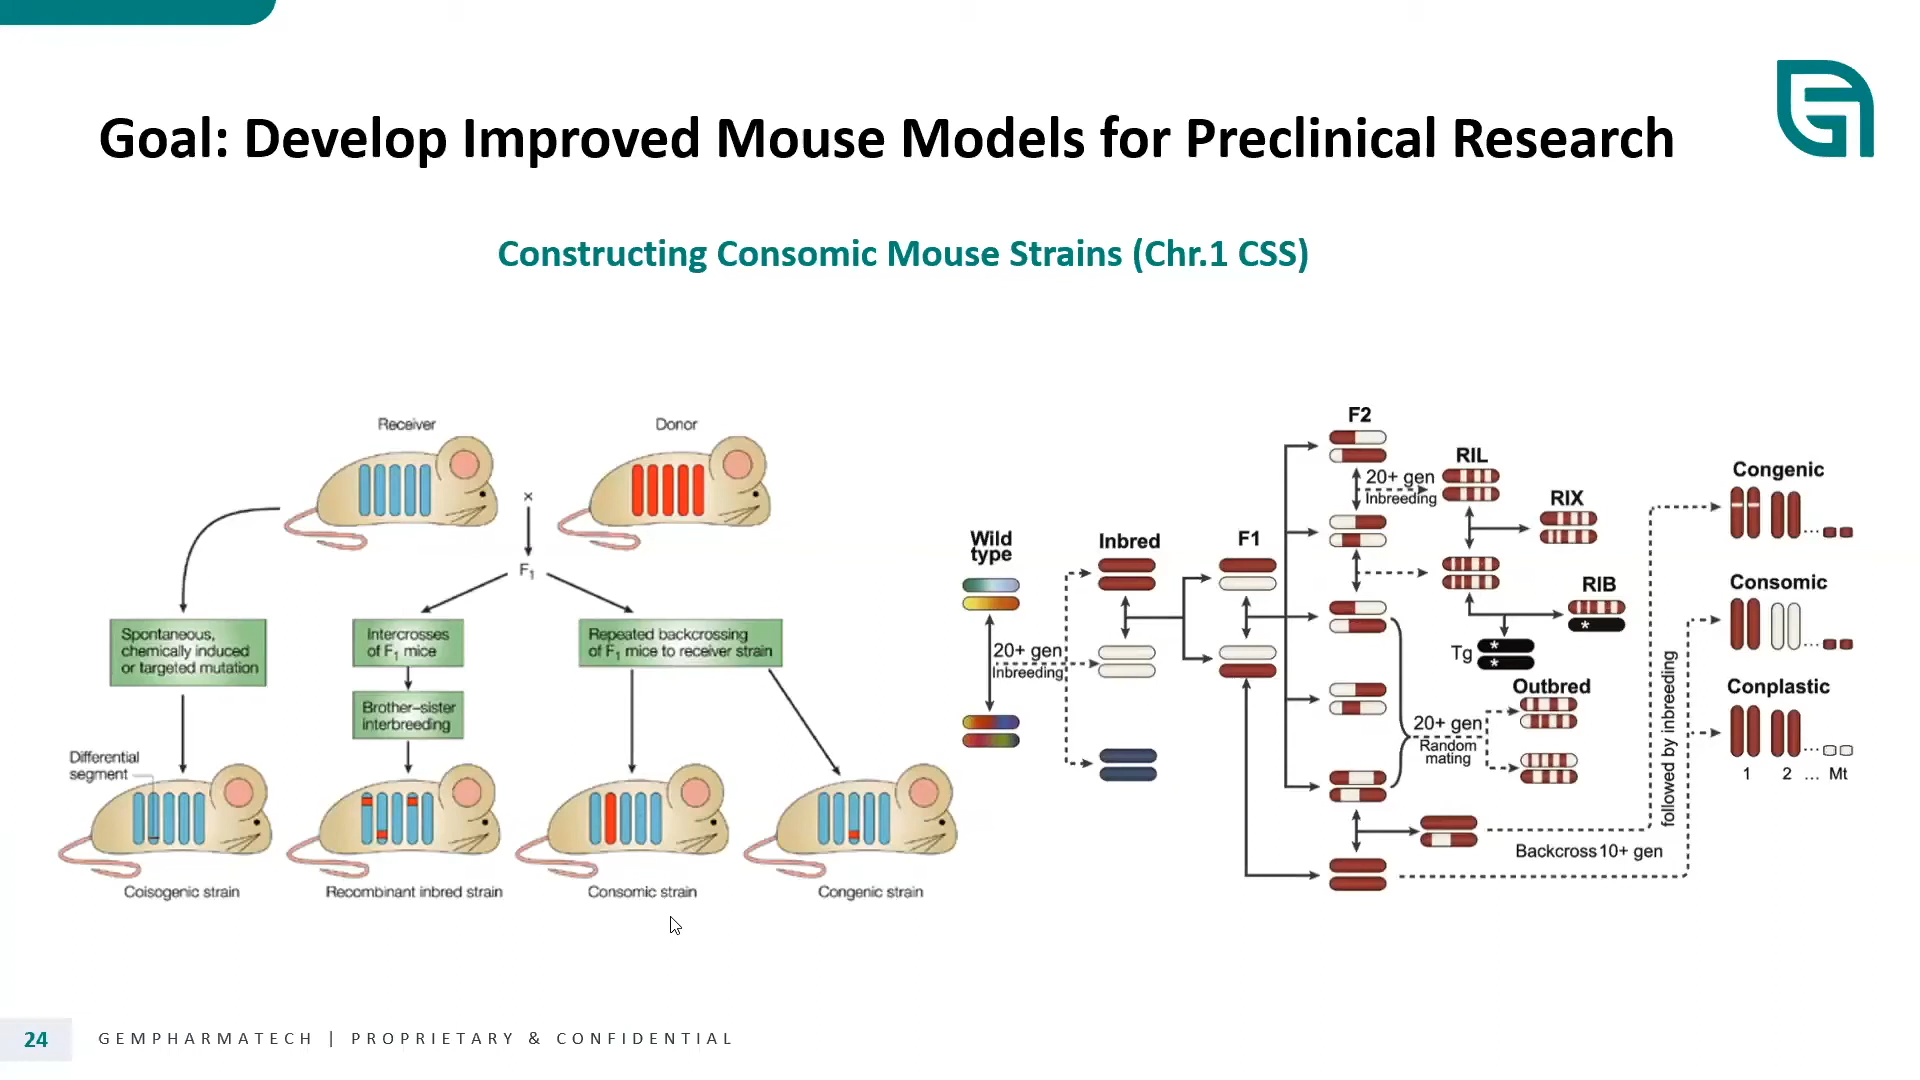 Goal: Develop Improved Mouse Models for Preclinical Research
Constructing Consomic Mouse Strains (Chr.1 CSS)
Receiver
Donor
×
F1
Spontaneous,
chemically induced
or targeted mutation
Intercrosses
of F1 mice
Repeated backcrossing
of F1 mice to receiver strain
Brother–sister
interbreeding
Differential
segment
Coisogenic strain
Recombinant inbred strain
Consomic strain
Congenic strain
Wild
type
20+ gen
Inbreeding
Inbred
F1
F2
20+ gen
Inbreeding
RIL
RIX
RIB
*
Tg
*
*
Outbred
20+ gen
Random
mating
Backcross 10+ gen
followed by inbreeding
Congenic
...
Consomic
...
Conplastic
...
1 2 ... Mt
24
GEMPHARMATECH | PROPRIETARY & CONFIDENTIAL